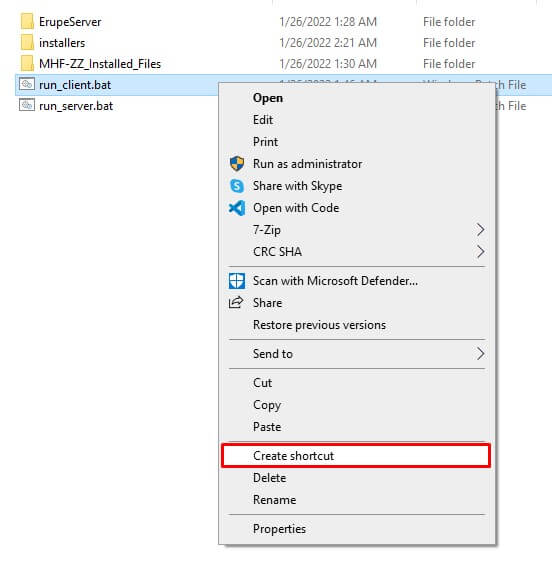 ErupeServer 1/26/2022 1:28 AM File folder
installers 1/26/2022 2:21 AM File folder
MHF-ZZ_Installed_Files 1/26/2022 1:30 AM File folder
run_client.bat File
run_server.bat File
Open
Edit
Print
Run as administrator
Share with Skype
Open with Code
7-Zip
CRC SHA
Scan with Microsoft Defender...
Share
Restore previous versions
Send to
Cut
Copy
Paste
Create shortcut
Delete
Rename
Properties